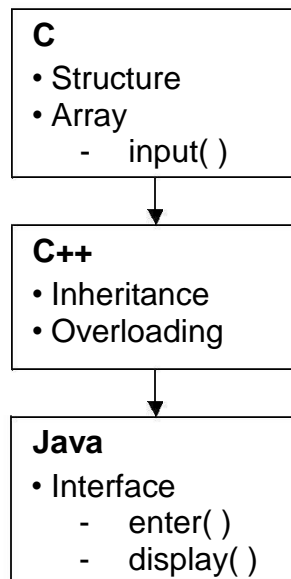 C
• Structure
• Array
- input( )
C++
• Inheritance
• Overloading
Java
• Interface
- enter( )
- display( )